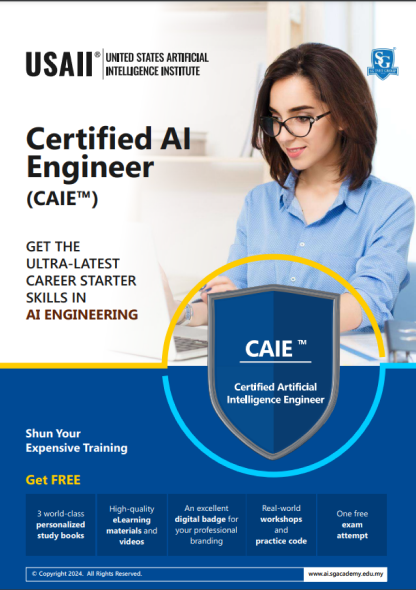 USAII® UNITED STATES ARTIFICIAL
INTELLIGENCE INSTITUTE
SG
Certified AI
Engineer
(CAIE™)
GET THE
ULTRA-LATEST
CAREER STARTER
SKILLS IN
AI ENGINEERING
CAIE ™
Certified Artificial
Intelligence Engineer
Shun Your
Expensive Training
Get FREE
3 world-class
personalized
study books
High-quality
eLearning
materials and
videos
An excellent
digital badge for
your professional
branding
Real-world
workshops
and
practice code
One free
exam
attempt
© Copyright 2024. All Rights Reserved.
www.ai.sgacademy.edu.my